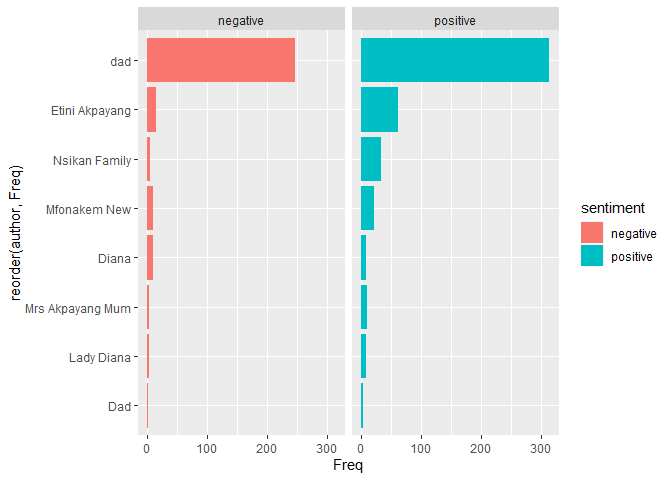 negative positive
dad
Etini Akpayang
Nsikan Family
Mfonakem New
Diana
Mrs Akpayang Mum
Lady Diana
Dad
reorder(author, Freq)
0 100 200 300 0 100 200 300
Freq
sentiment
negative
positive